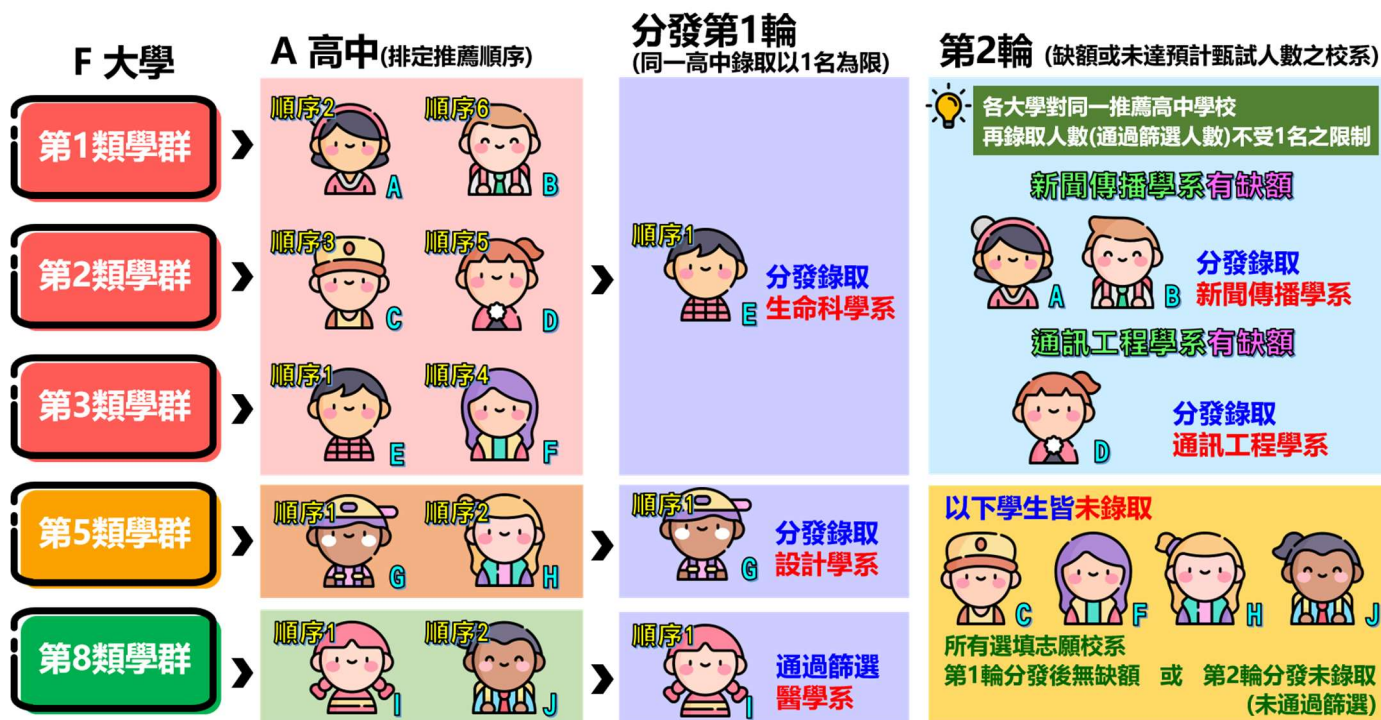 F 大學
A 高中(排定推薦順序)
分發第1輪
(同一高中錄取以1名為限)
第2輪 (缺額或未達預計甄試人數之校系)
第1類學群
順序2
A
順序6
B
各大學對同一推薦高中學校
再錄取人數(通過篩選人數)不受1名之限制
新聞傳播學系有缺額
A
B
分發錄取
新聞傳播學系
第2類學群
順序3
C
順序5
D
順序1
E
分發錄取
生命科學系
通訊工程學系有缺額
D
分發錄取
通訊工程學系
第3類學群
順序1
E
順序4
F
第5類學群
順序1
G
順序2
H
順序1
G
分發錄取
設計學系
以下學生皆未錄取
C
F
H
J
所有選填志願校系
第1輪分發後無缺額 或 第2輪分發未錄取
(未通過篩選)
第8類學群
順序1
I
順序2
J
順序1
I
通過篩選
醫學系